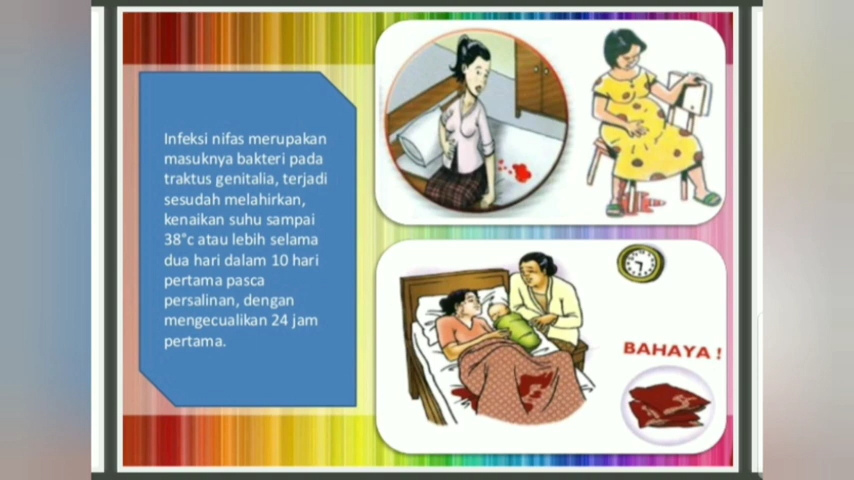 Infeksi nifas merupakan
masuknya bakteri pada
traktus genitalia, terjadi
sesudah melahirkan,
kenaikan suhu sampai
38°c atau lebih selama
dua hari dalam 10 hari
pertama pasca
persalinan, dengan
mengecualikan 24 jam
pertama.
BAHAYA !